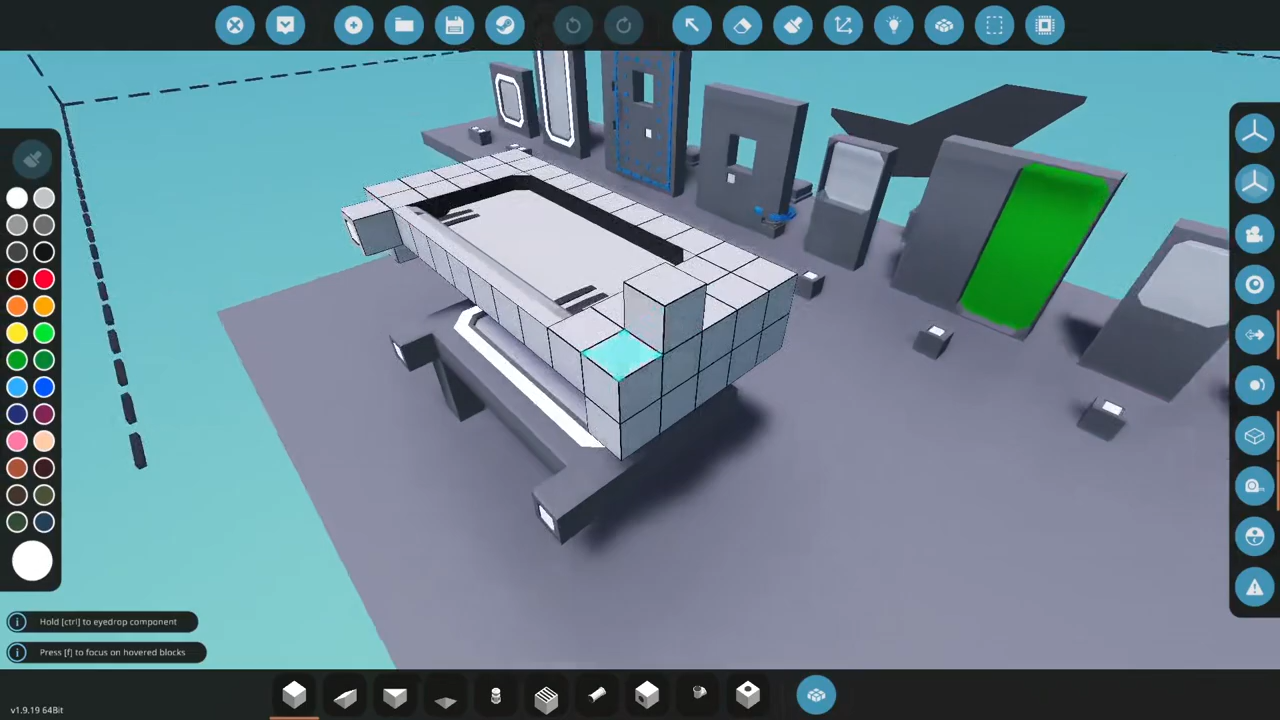 Hold [ctrl] to eyedrop component
Press [f] to focus on hovered blocks
v1.9.19 64Bit